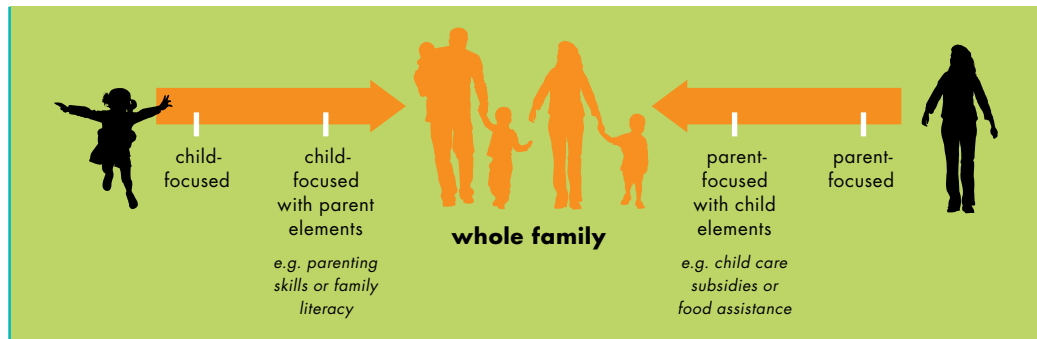 child-
focused
child-
focused
with parent
elements
e.g. parenting
skills or family
literacy
whole family
parent-
focused
with child
elements
e.g. child care
subsidies or
food assistance
parent-
focused